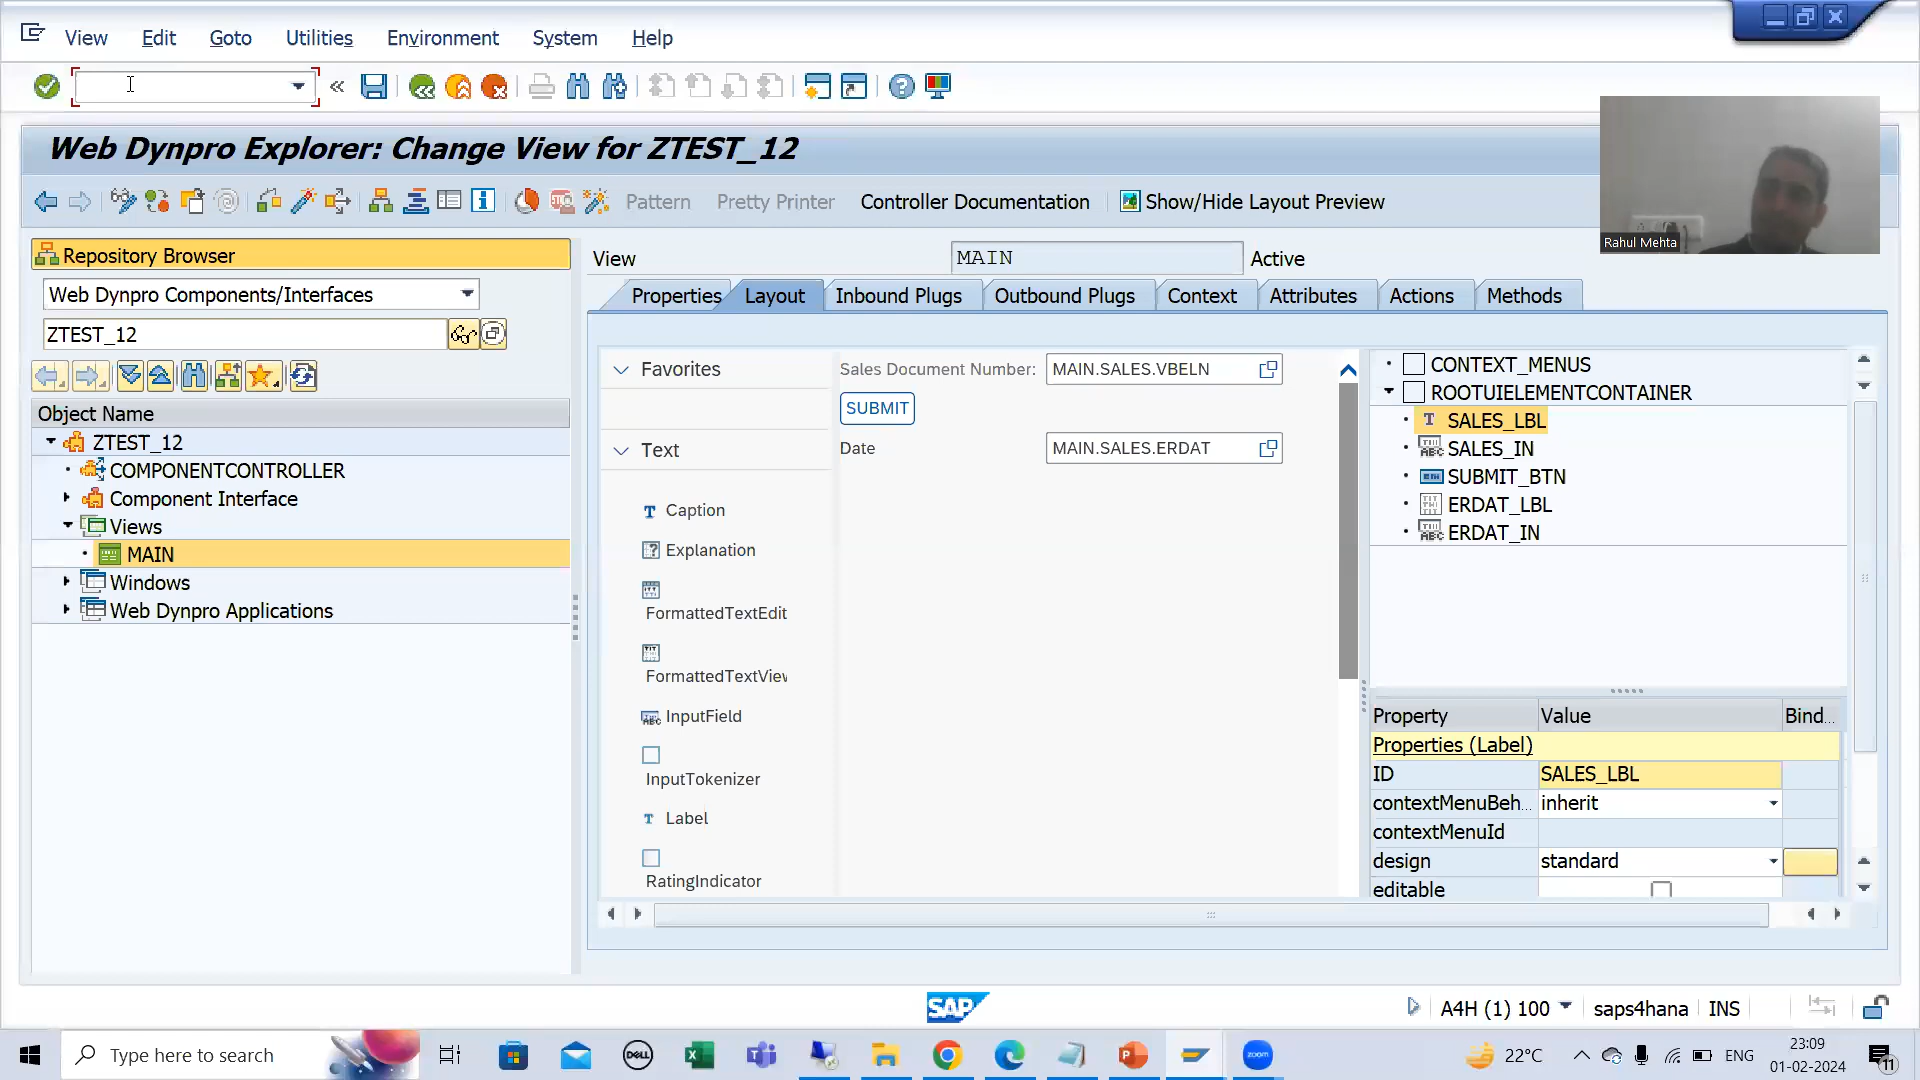 View Edit Goto Utilities Environment System Help
Web Dynpro Explorer: Change View for ZTEST_12
Pattern Pretty Printer Controller Documentation Show/Hide Layout Preview
Rahul Mehta
Repository Browser
Web Dynpro Components/Interfaces
ZTEST_12
Object Name
ZTEST_12
COMPONENTCONTROLLER
Component Interface
Views
MAIN
Windows
Web Dynpro Applications
View MAIN Active
Properties Layout Inbound Plugs Outbound Plugs Context Attributes Actions Methods
Favorites
Text
Caption
Explanation
FormattedTextEdit
FormattedTextView
InputField
InputTokenizer
Label
RatingIndicator
Sales Document Number: MAIN.SALES.VBELN
SUBMIT
Date MAIN.SALES.ERDAT
CONTEXT_MENUS
ROOTUIELEMENTCONTAINER
SALES_LBL
SALES_IN
SUBMIT_BTN
ERDAT_LBL
ERDAT_IN
Property Value Bind...
Properties (Label)
ID SALES_LBL
contextMenuBeh... inherit
contextMenuId
design standard
editable
SAP
A4H (1) 100 saps4hana INS
Type here to search
DELL
zoom
22°C
ENG
23:09
01-02-2024
11